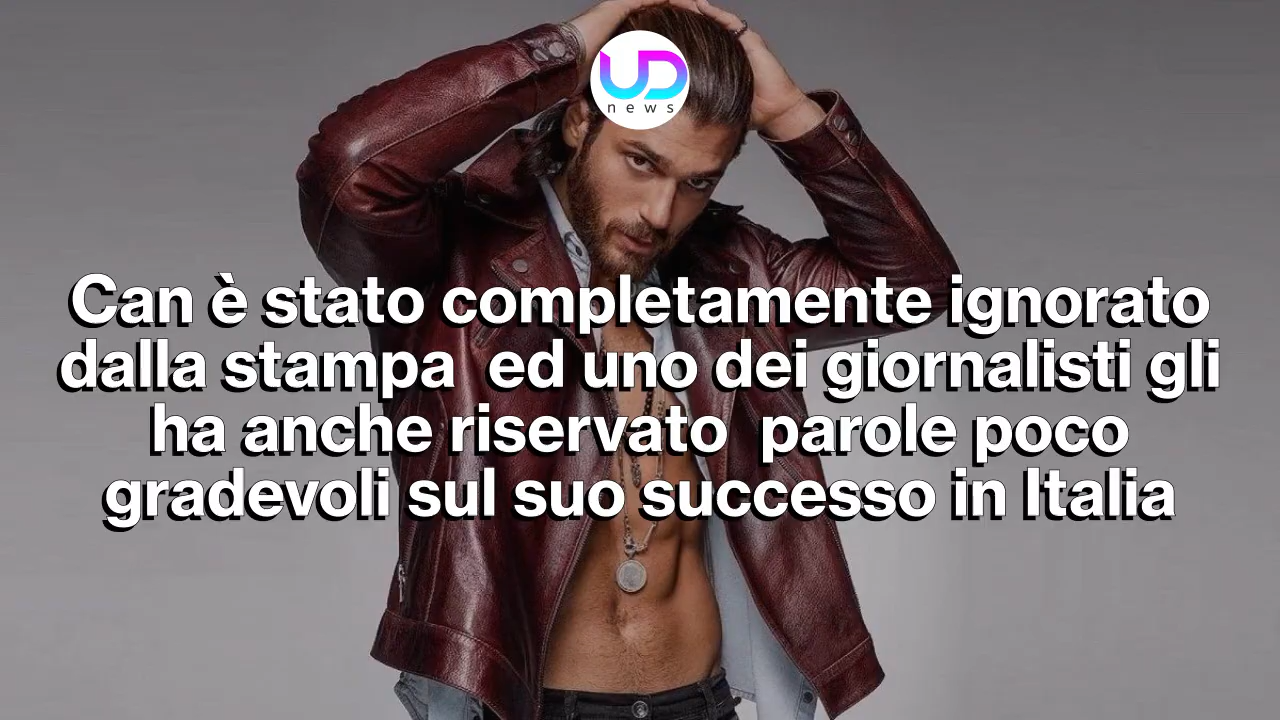 UD
news
Can è stato completamente ignorato
dalla stampa  ed uno dei giornalisti gli
ha anche riservato  parole poco
gradevoli sul suo successo in Italia